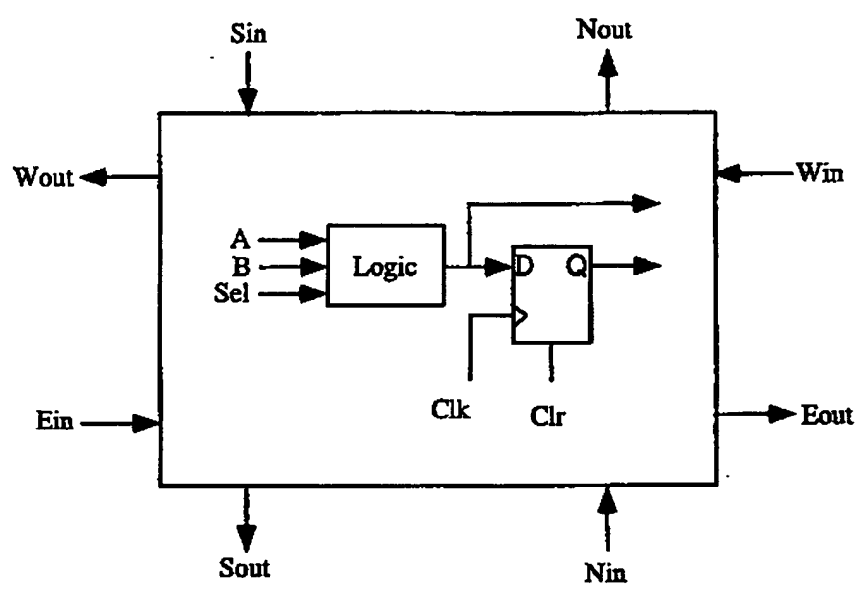 Sin
Nout
Wout
Win
A
B
Sel
Logic
D
Q
Clk
Clr
Ein
Eout
Sout
Nin